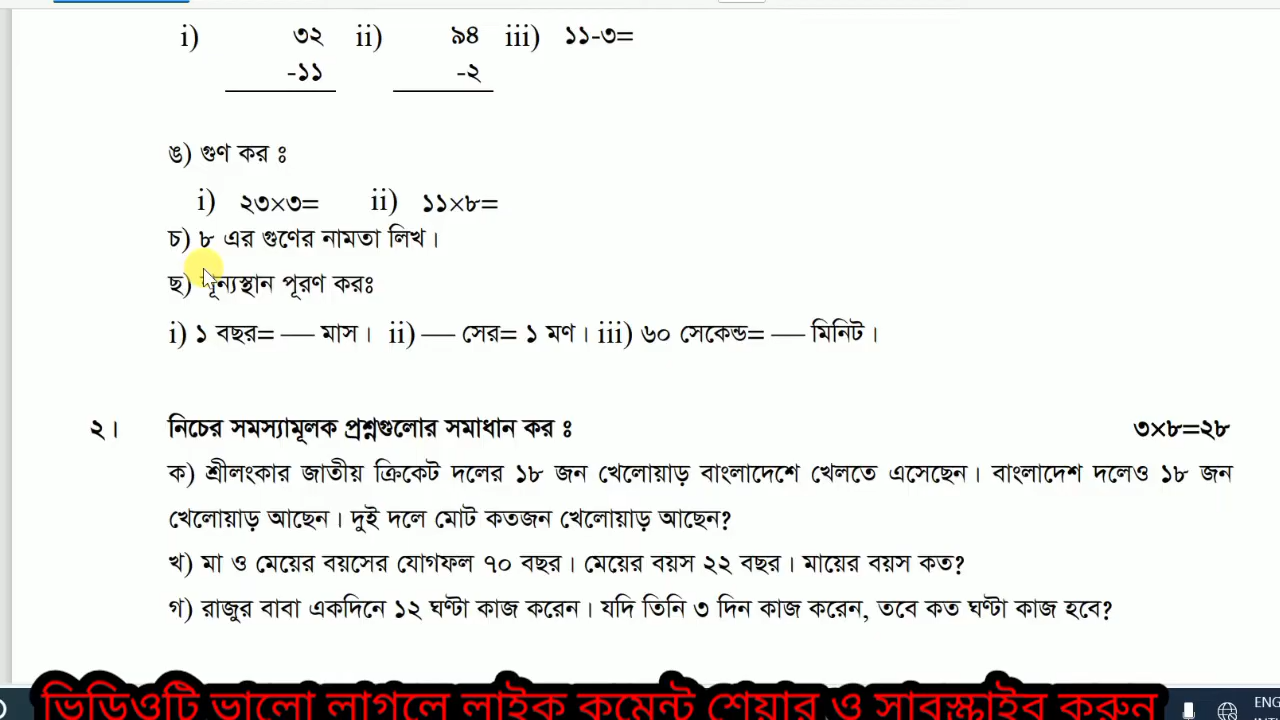 i) ৩২ ii) ৯৪ iii) ১১-৩=
-১১ -২
ঙ) গুণ কর ঃ
i) ২৩×৩= ii) ১১×৮=
চ) ৮ এর গুণের নামতা লিখ।
ছ) শূন্যস্থান পূরণ করঃ
i) ১ বছর= — মাস। ii) — সের= ১ মণ। iii) ৬০ সেকেন্ড= — মিনিট।
২। নিচের সমস্যামূলক প্রশ্নগুলোর সমাধান কর ঃ ৩×৮=২৮
ক) শ্রীলংকার জাতীয় ক্রিকেট দলের ১৮ জন খেলোয়াড় বাংলাদেশে খেলতে এসেছেন। বাংলাদেশ দলেও ১৮ জন
খেলোয়াড় আছেন। দুই দলে মোট কতজন খেলোয়াড় আছেন?
খ) মা ও মেয়ের বয়সের যোগফল ৭০ বছর। মেয়ের বয়স ২২ বছর। মায়ের বয়স কত?
গ) রাজুর বাবা একদিনে ১২ ঘণ্টা কাজ করেন। যদি তিনি ৩ দিন কাজ করেন, তবে কত ঘণ্টা কাজ হবে?
ভিডিওটি ভালো লাগলে লাইক কমেন্ট শেয়ার ও সাবস্ক্রাইব করুন
ENG